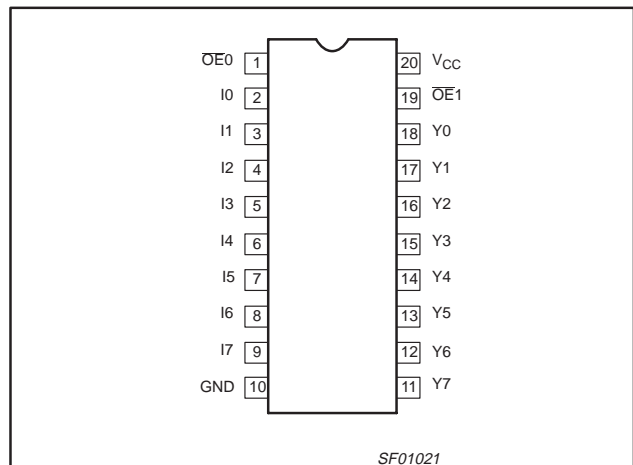 O̅E̅0 1 20 VCC
I0 2 19 O̅E̅1
I1 3 18 Y0
I2 4 17 Y1
I3 5 16 Y2
I4 6 15 Y3
I5 7 14 Y4
I6 8 13 Y5
I7 9 12 Y6
GND 10 11 Y7
SF01021